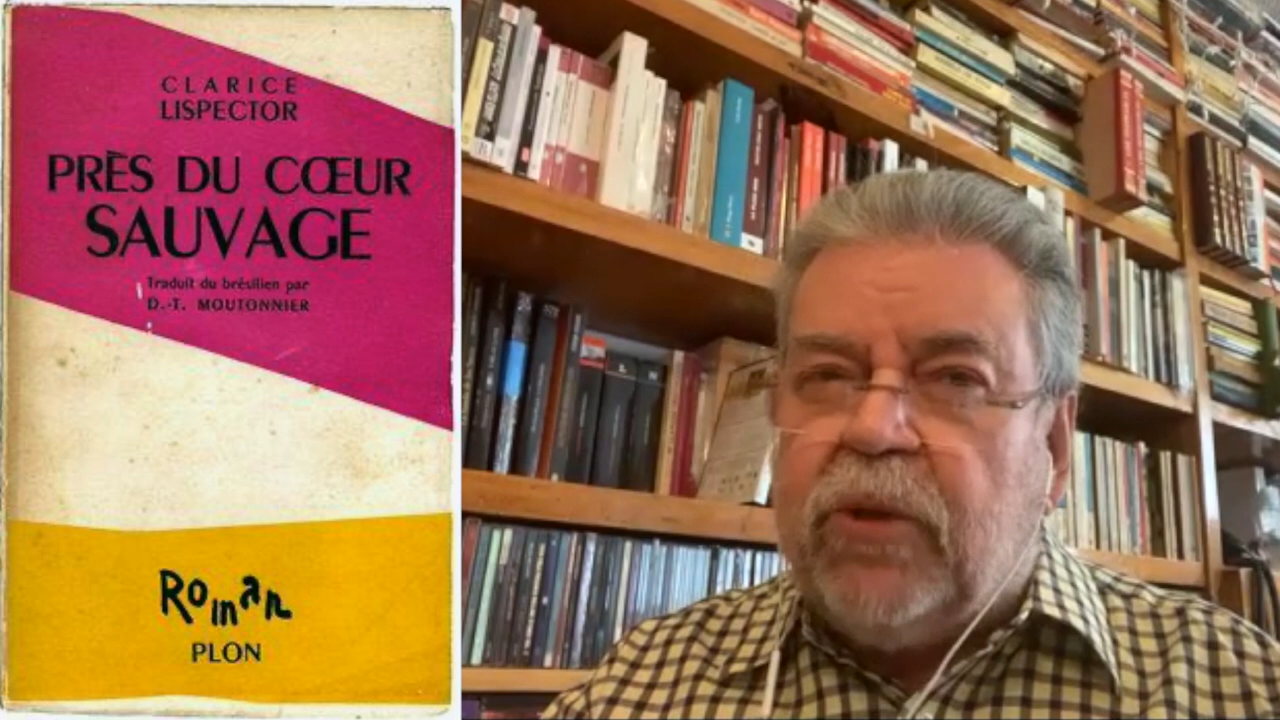 CLARICE
LISPECTOR
PRÈS DU CŒUR
SAUVAGE
Traduit du brésilien par
D.-T. MOUTONNIER
Roman
PLON